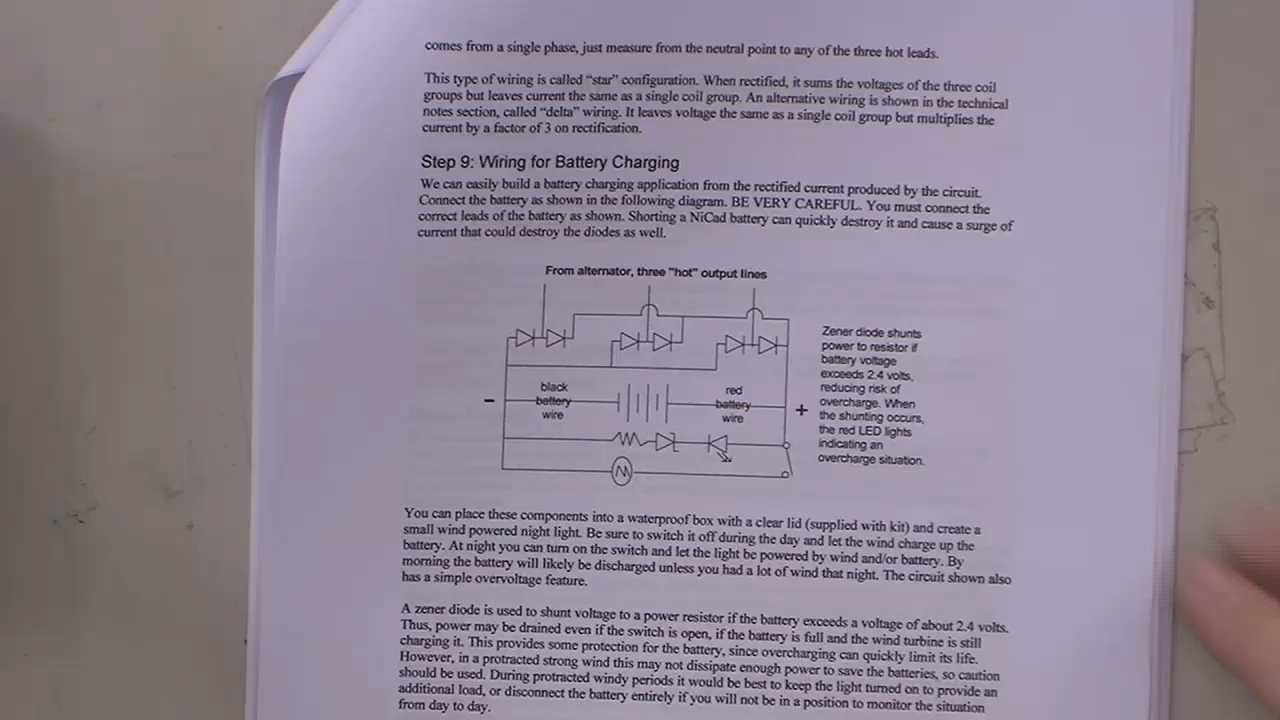 comes from a single phase, just measure from the neutral point to any of the three hot leads.
This type of wiring is called “star” configuration. When rectified, it sums the voltages of the three coil
groups but leaves current the same as a single coil group. An alternative wiring is shown in the technical
notes section, called “delta” wiring. It leaves voltage the same as a single coil group but multiplies the
current by a factor of 3 on rectification.
Step 9: Wiring for Battery Charging
We can easily build a battery charging application from the rectified current produced by the circuit.
Connect the battery as shown in the following diagram. BE VERY CAREFUL. You must connect the
correct leads of the battery as shown. Shorting a NiCad battery can quickly destroy it and cause a surge of
current that could destroy the diodes as well.
From alternator, three "hot" output lines
black
battery
wire
red
battery
wire
-
+
Zener diode shunts
power to resistor if
battery voltage
exceeds 2.4 volts,
reducing risk of
overcharge. When
the shunting occurs,
the red LED lights
indicating an
overcharge situation.
You can place these components into a waterproof box with a clear lid (supplied with kit) and create a
small wind powered night light. Be sure to switch it off during the day and let the wind charge up the
battery. At night you can turn on the switch and let the light be powered by wind and/or battery. By
morning the battery will likely be discharged unless you had a lot of wind that night. The circuit shown also
has a simple overvoltage feature.
A zener diode is used to shunt voltage to a power resistor if the battery exceeds a voltage of about 2.4 volts.
Thus, power may be drained even if the switch is open, if the battery is full and the wind turbine is still
charging it. This provides some protection for the battery, since overcharging can quickly limit its life.
However, in a protracted strong wind this may not dissipate enough power to save the batteries, so caution
should be used. During protracted windy periods it would be best to keep the light turned on to provide an
additional load, or disconnect the battery entirely if you will not be in a position to monitor the situation
from day to day.